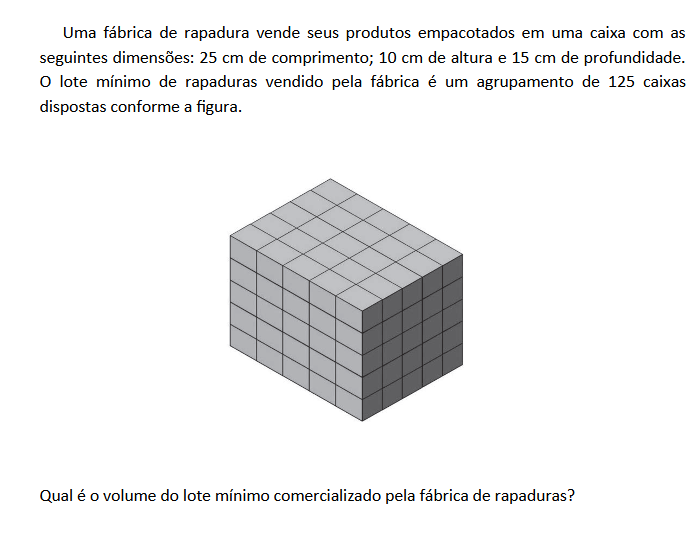 Uma fábrica de rapadura vende seus produtos empacotados em uma caixa com as
seguintes dimensões: 25 cm de comprimento; 10 cm de altura e 15 cm de profundidade.
O lote mínimo de rapaduras vendido pela fábrica é um agrupamento de 125 caixas
dispostas conforme a figura.
Qual é o volume do lote mínimo comercializado pela fábrica de rapaduras?